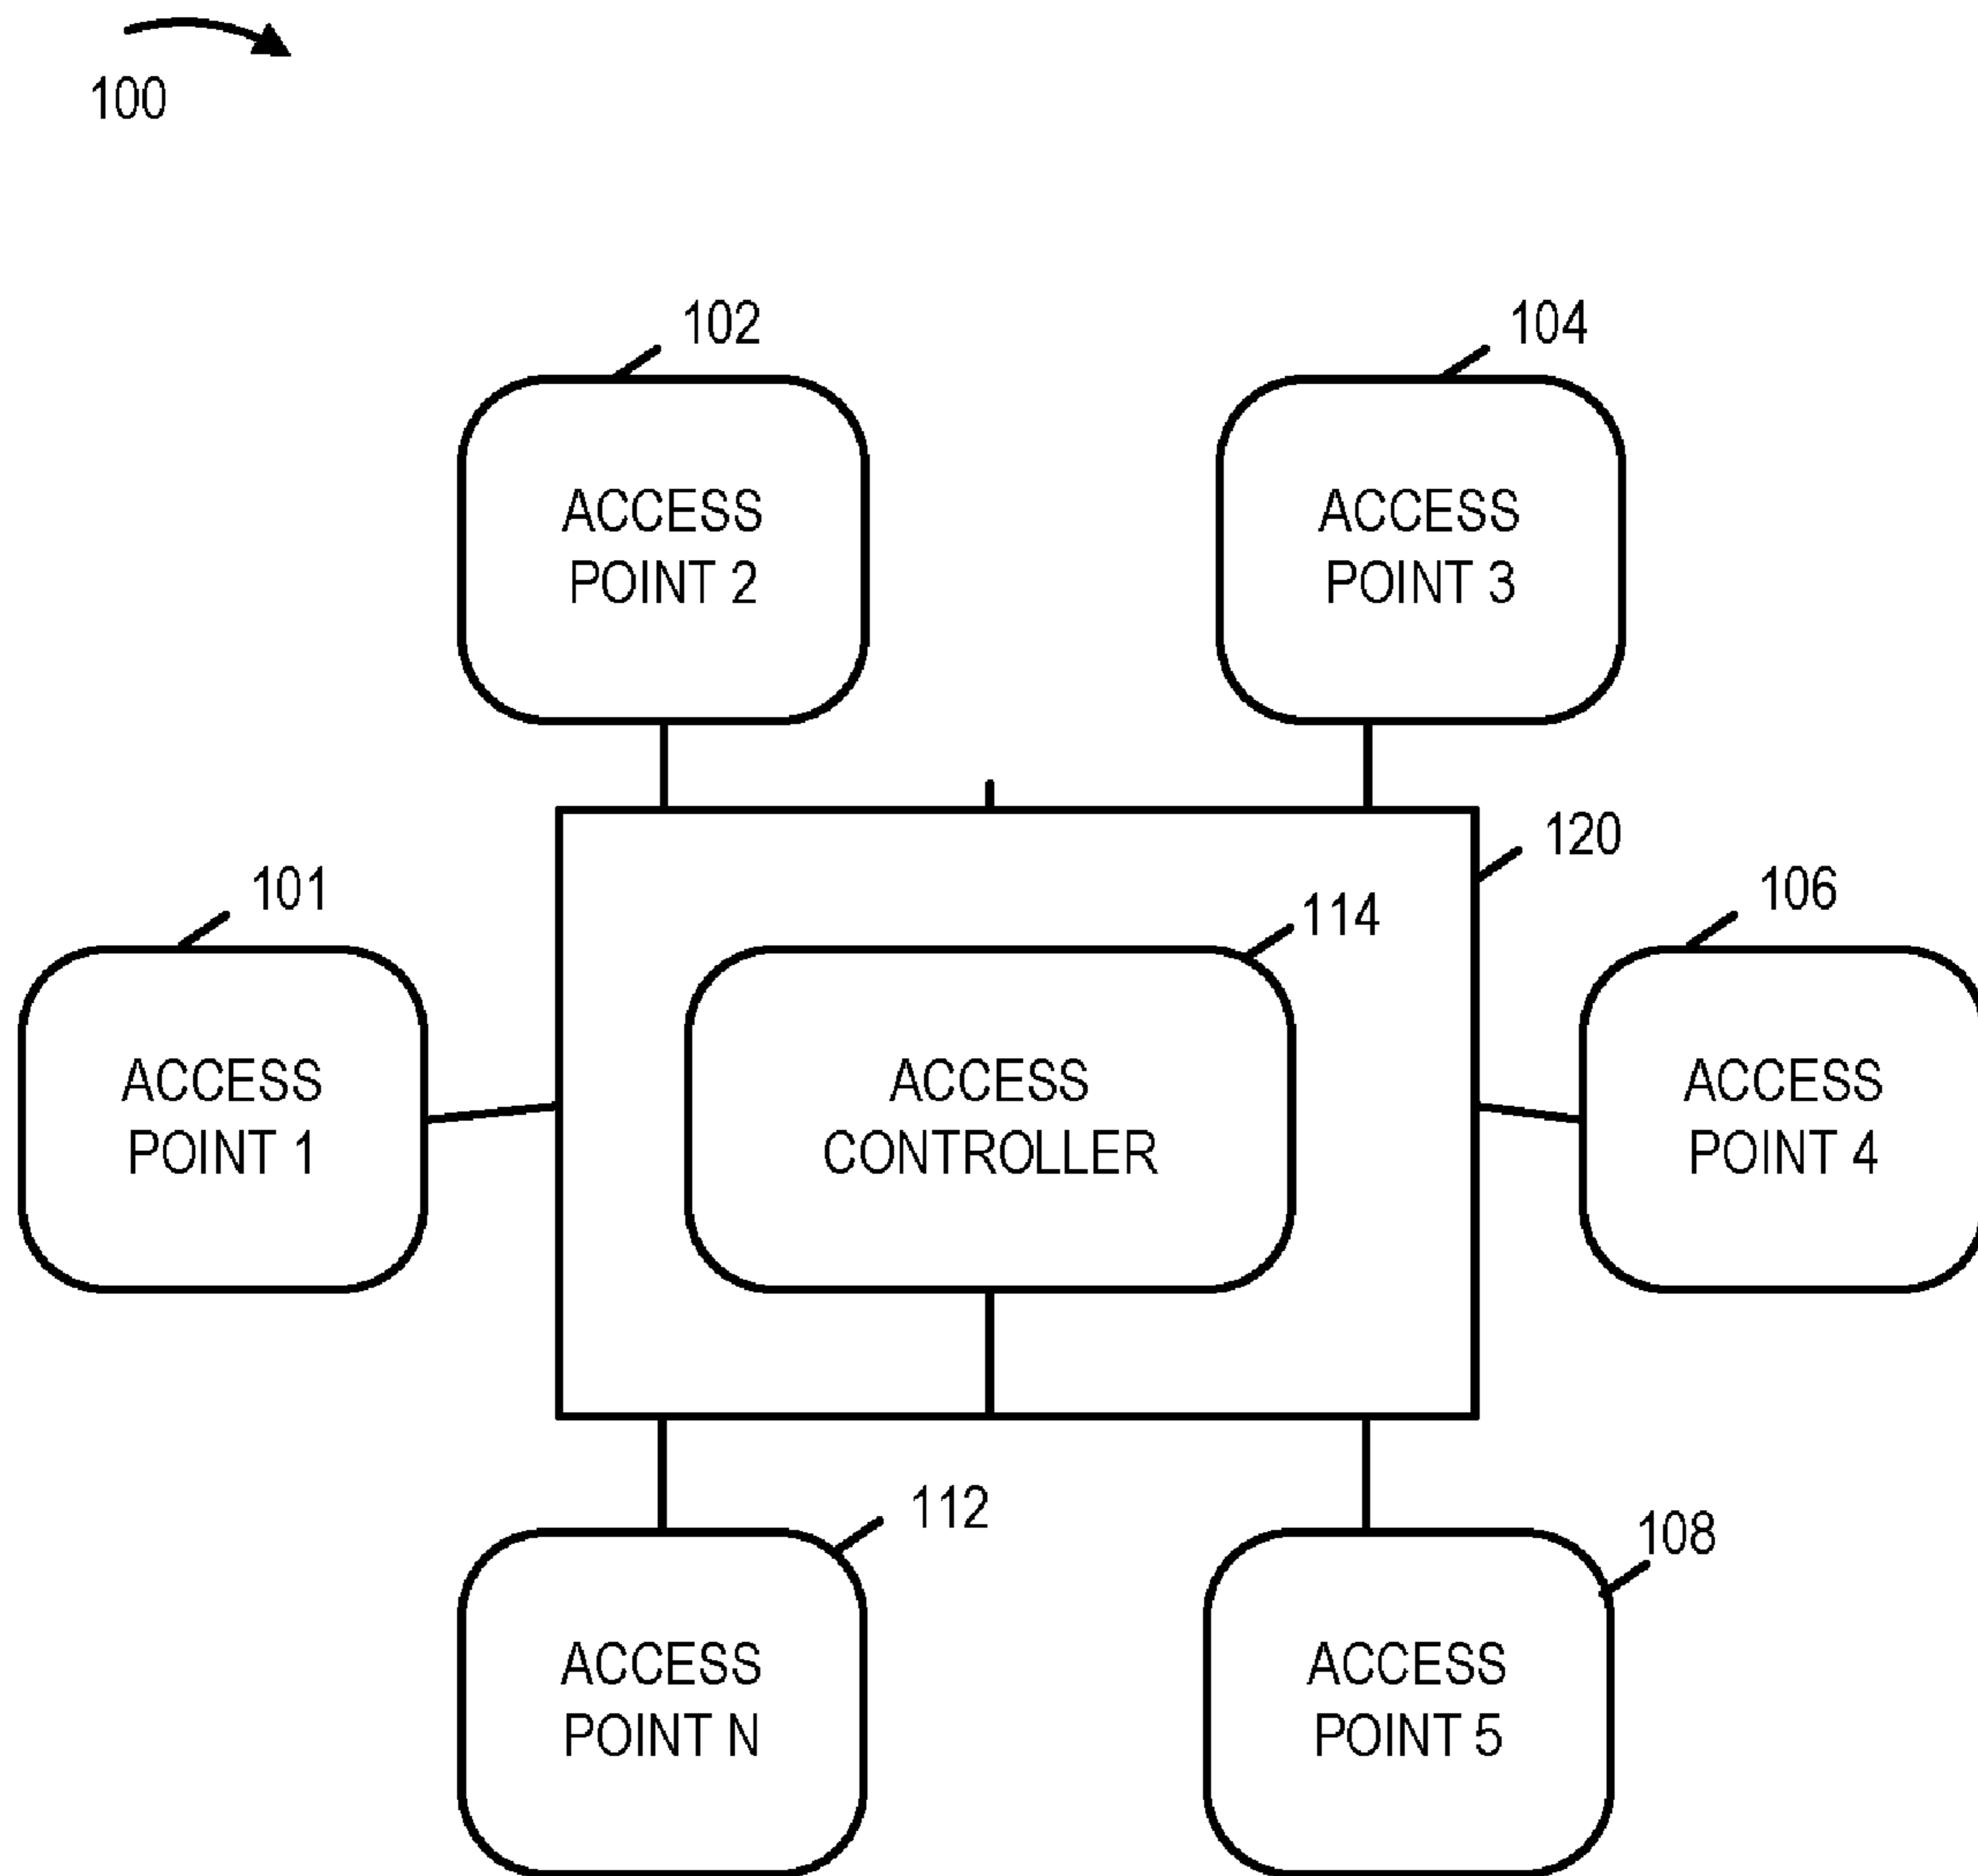 100
102
104
ACCESS
POINT 2
ACCESS
POINT 3
120
101
106
114
ACCESS
POINT 1
ACCESS
CONTROLLER
ACCESS
POINT 4
112
108
ACCESS
POINT N
ACCESS
POINT 5